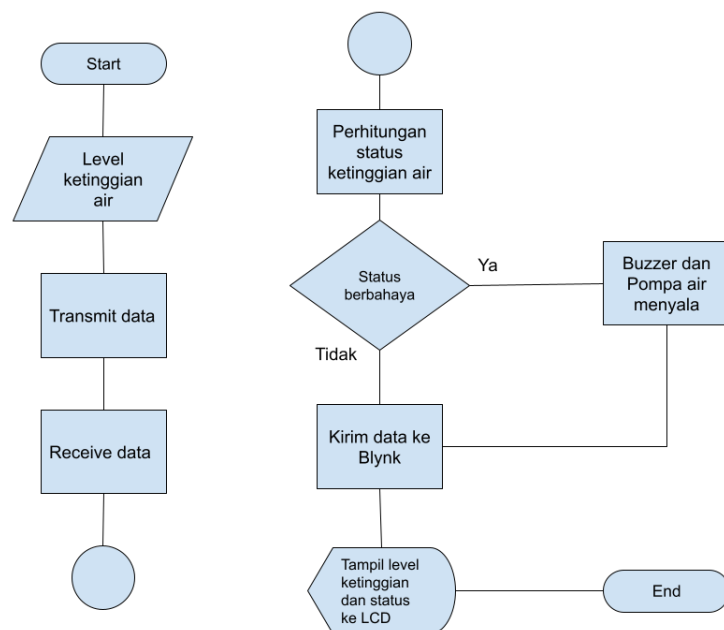 Start
Level
ketinggian
air
Transmit data
Receive data
Perhitungan
status
ketinggian air
Status
berbahaya
Ya
Buzzer dan
Pompa air
menyala
Tidak
Kirim data ke
Blynk
Tampil level
ketinggian
dan status
ke LCD
End